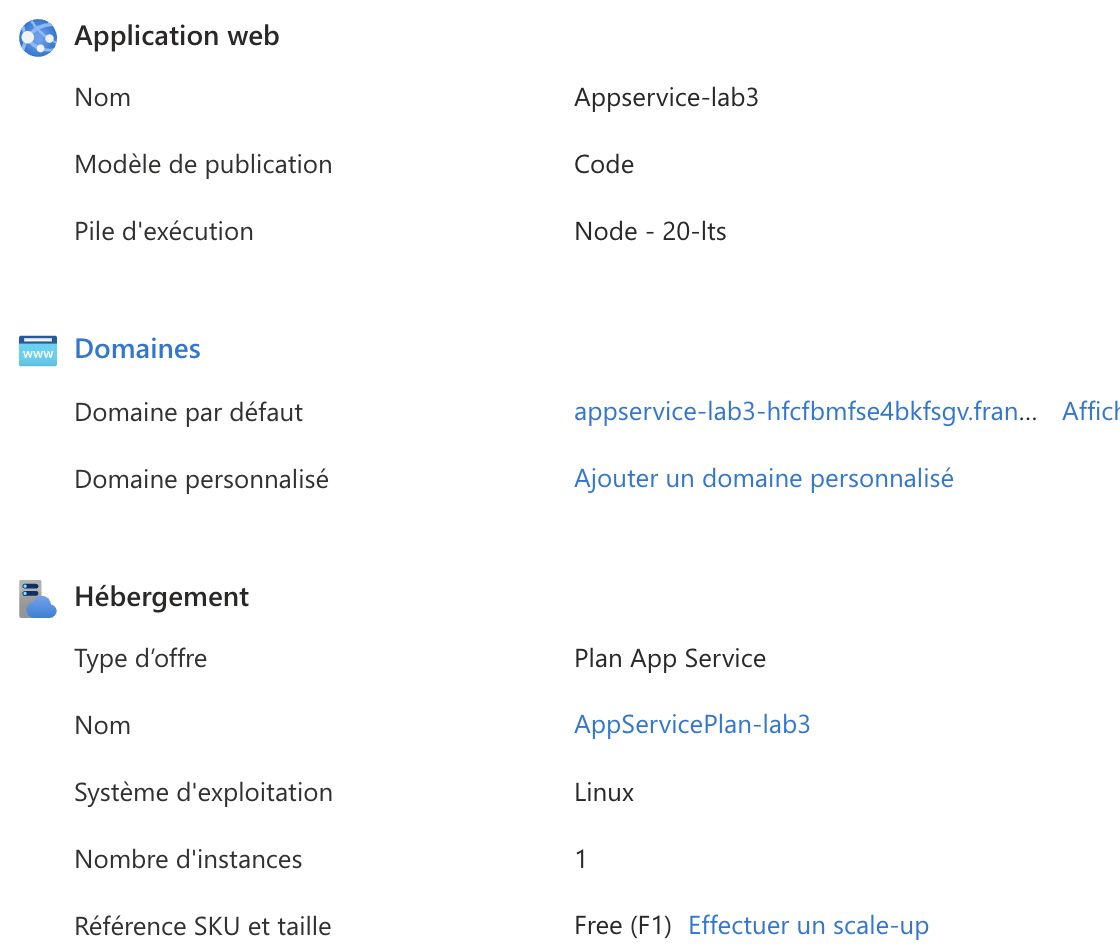 Application web
Nom Appservice-lab3
Modèle de publication Code
Pile d'exécution Node - 20-lts
www Domaines
Domaine par défaut appservice-lab3-hfcfbmfse4bkfsgv.fran... Affich
Domaine personnalisé Ajouter un domaine personnalisé
Hébergement
Type d’offre Plan App Service
Nom AppServicePlan-lab3
Système d'exploitation Linux
Nombre d'instances 1
Référence SKU et taille Free (F1) Effectuer un scale-up